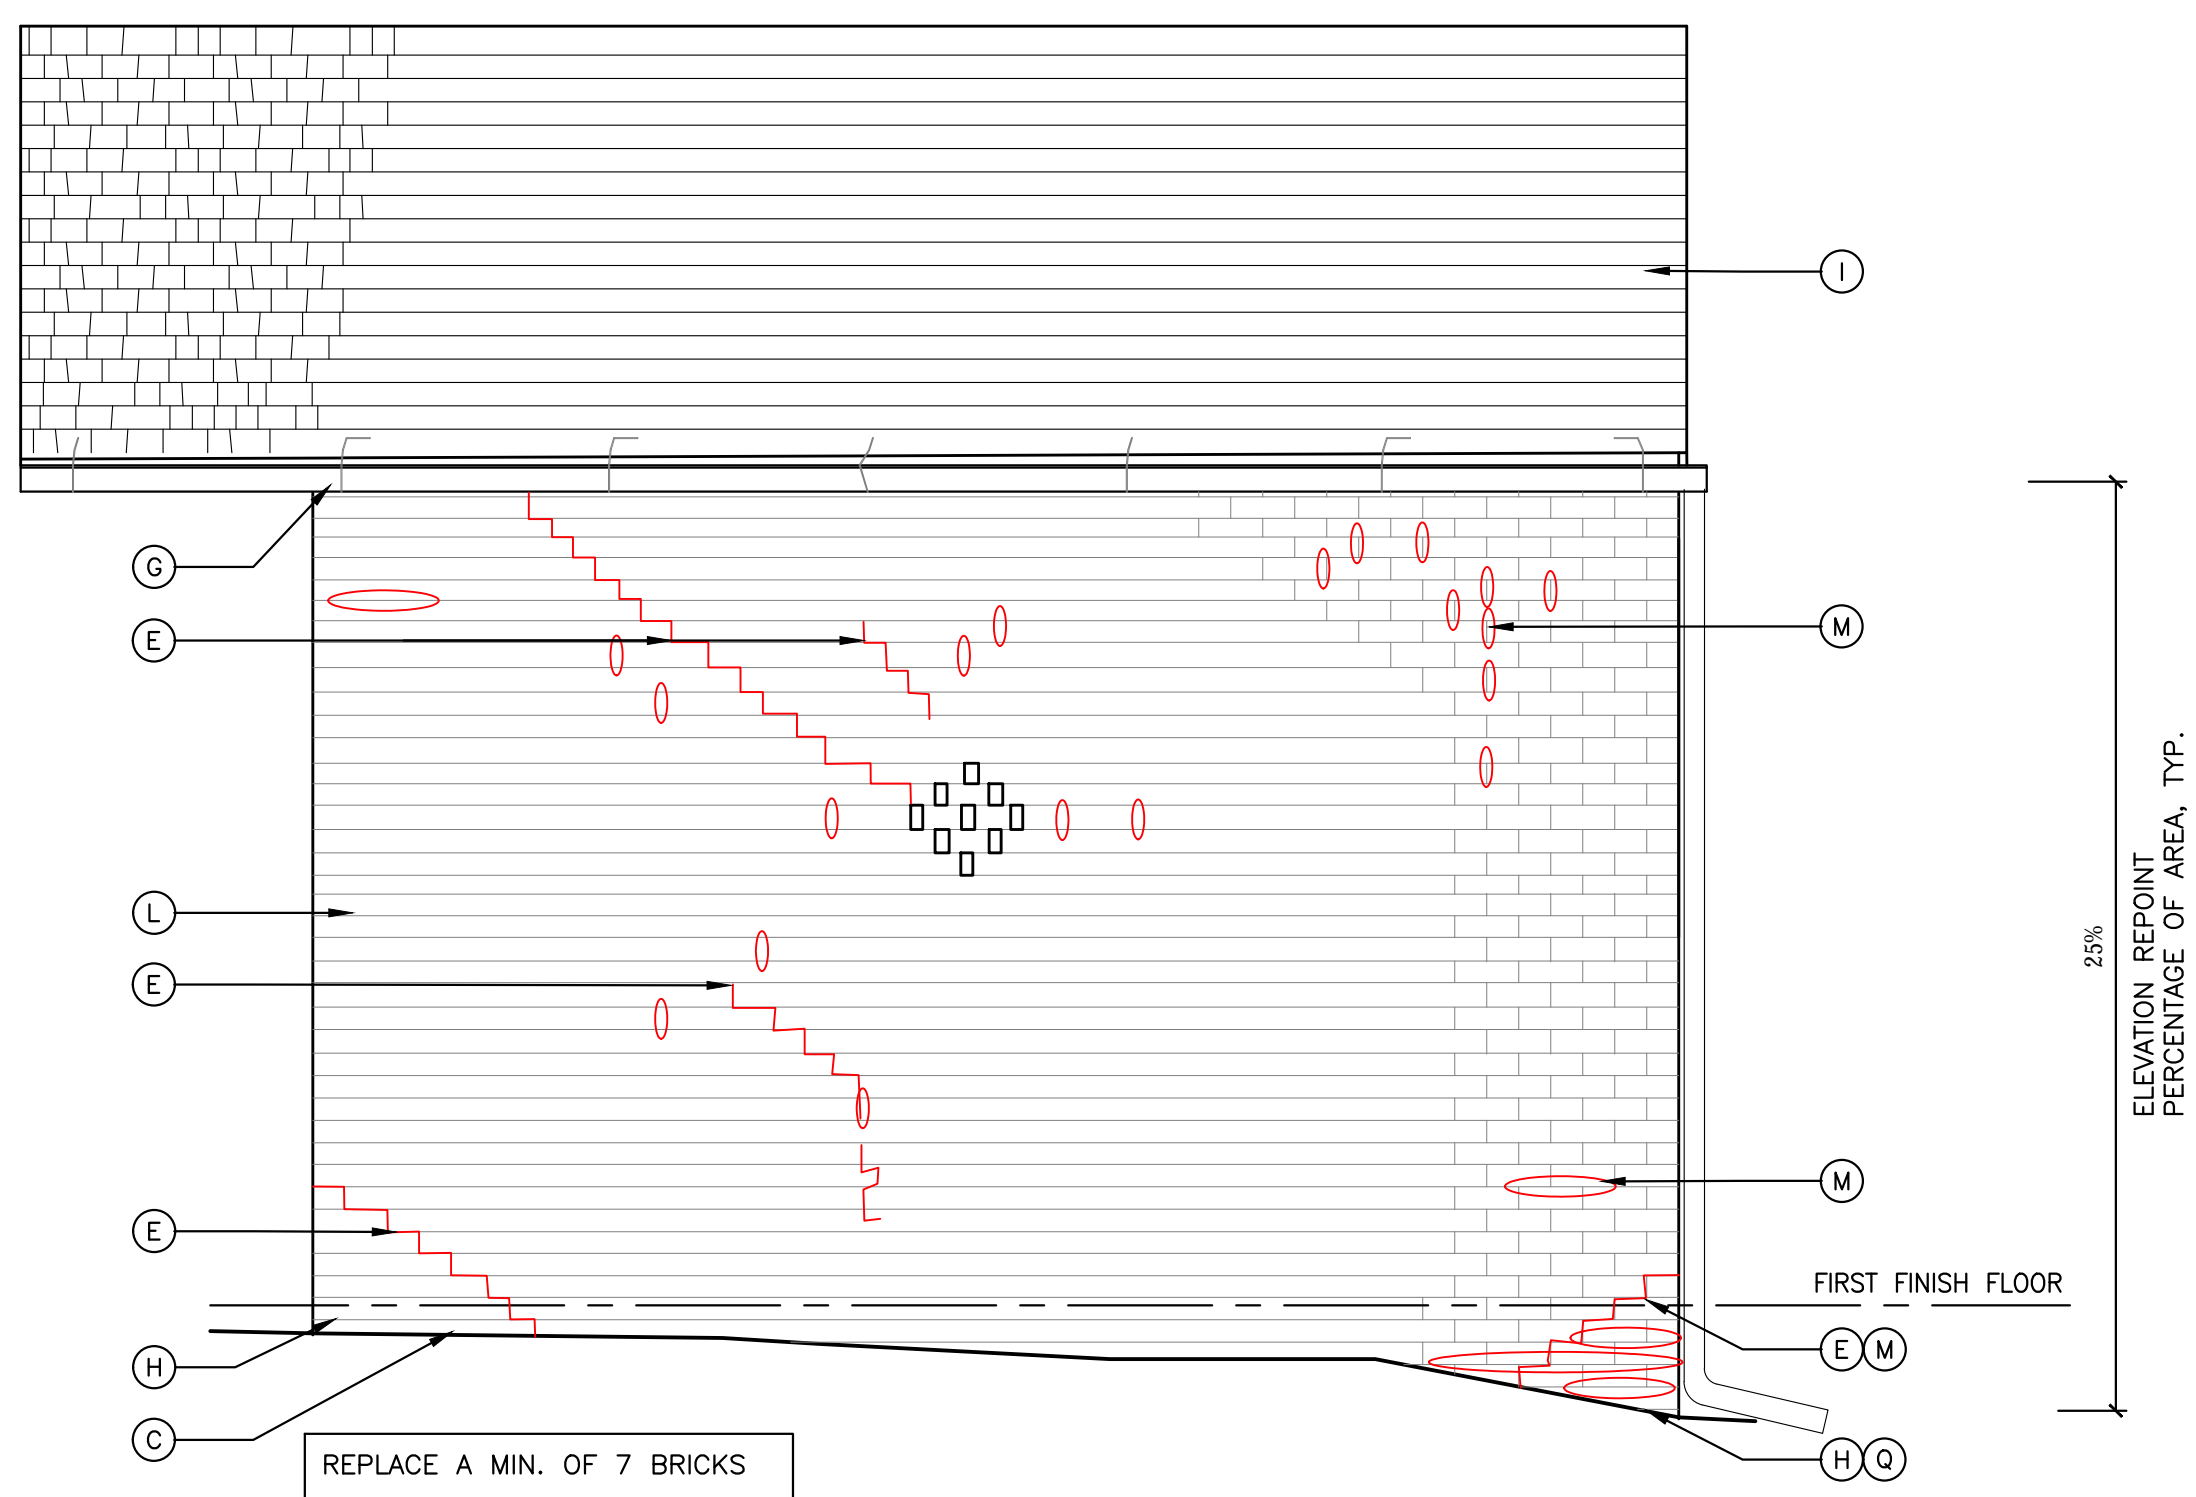 I
G
E
M
L
E
25%
ELEVATION REPOINT
PERCENTAGE OF AREA, TYP.
M
E
FIRST FINISH FLOOR
H
E M
C
H Q
REPLACE A MIN. OF 7 BRICKS